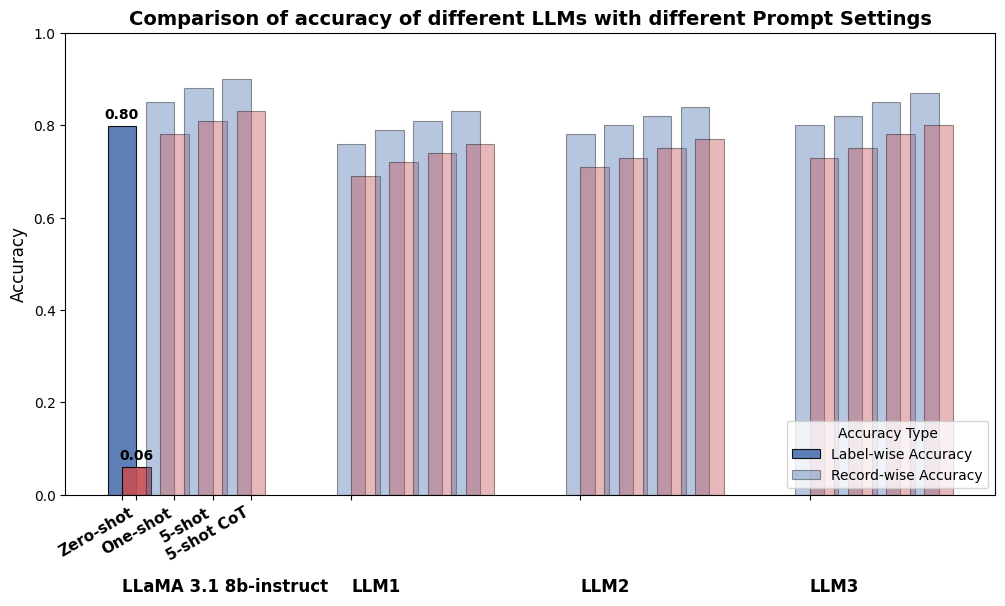 Comparison of accuracy of different LLMs with different Prompt Settings
Accuracy
1.0
0.8
0.6
0.4
0.2
0.0
0.80
0.06
Accuracy Type
Label-wise Accuracy
Record-wise Accuracy
Zero-shot
One-shot
5-shot
5-shot CoT
LLaMA 3.1 8b-instruct
LLM1
LLM2
LLM3